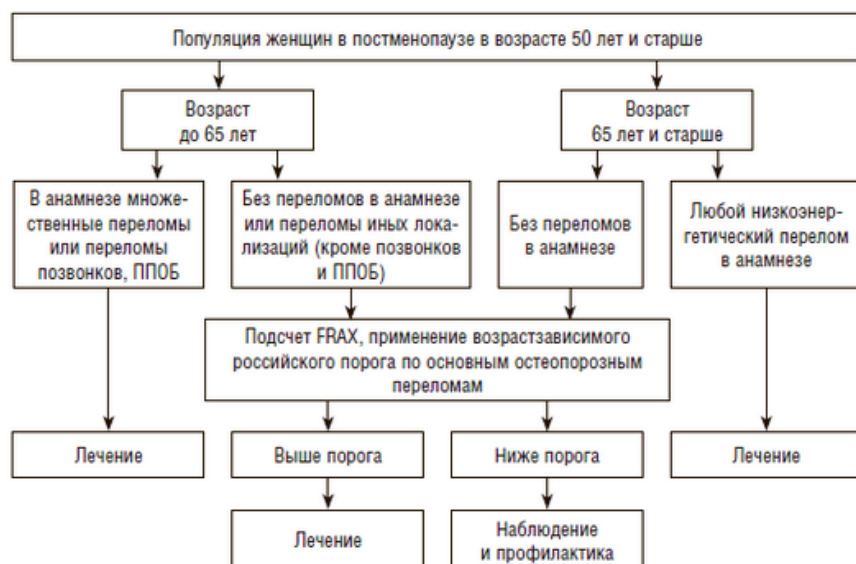 Популяция женщин в постменопаузе в возрасте 50 лет и старше
Возраст
до 65 лет
Возраст
65 лет и старше
В анамнезе множе-
ственные переломы
или переломы
позвонков, ППОБ
Без переломов в анамнезе
или переломы иных лока-
лизаций (кроме позвонков
и ППОБ)
Без переломов
в анамнезе
Любой низкоэнер-
гетический перелом
в анамнезе
Подсчет FRAX, применение возрастзависимого
российского порога по основным остеопорозным
переломам
Лечение
Выше порога
Ниже порога
Лечение
Лечение
Наблюдение
и профилактика